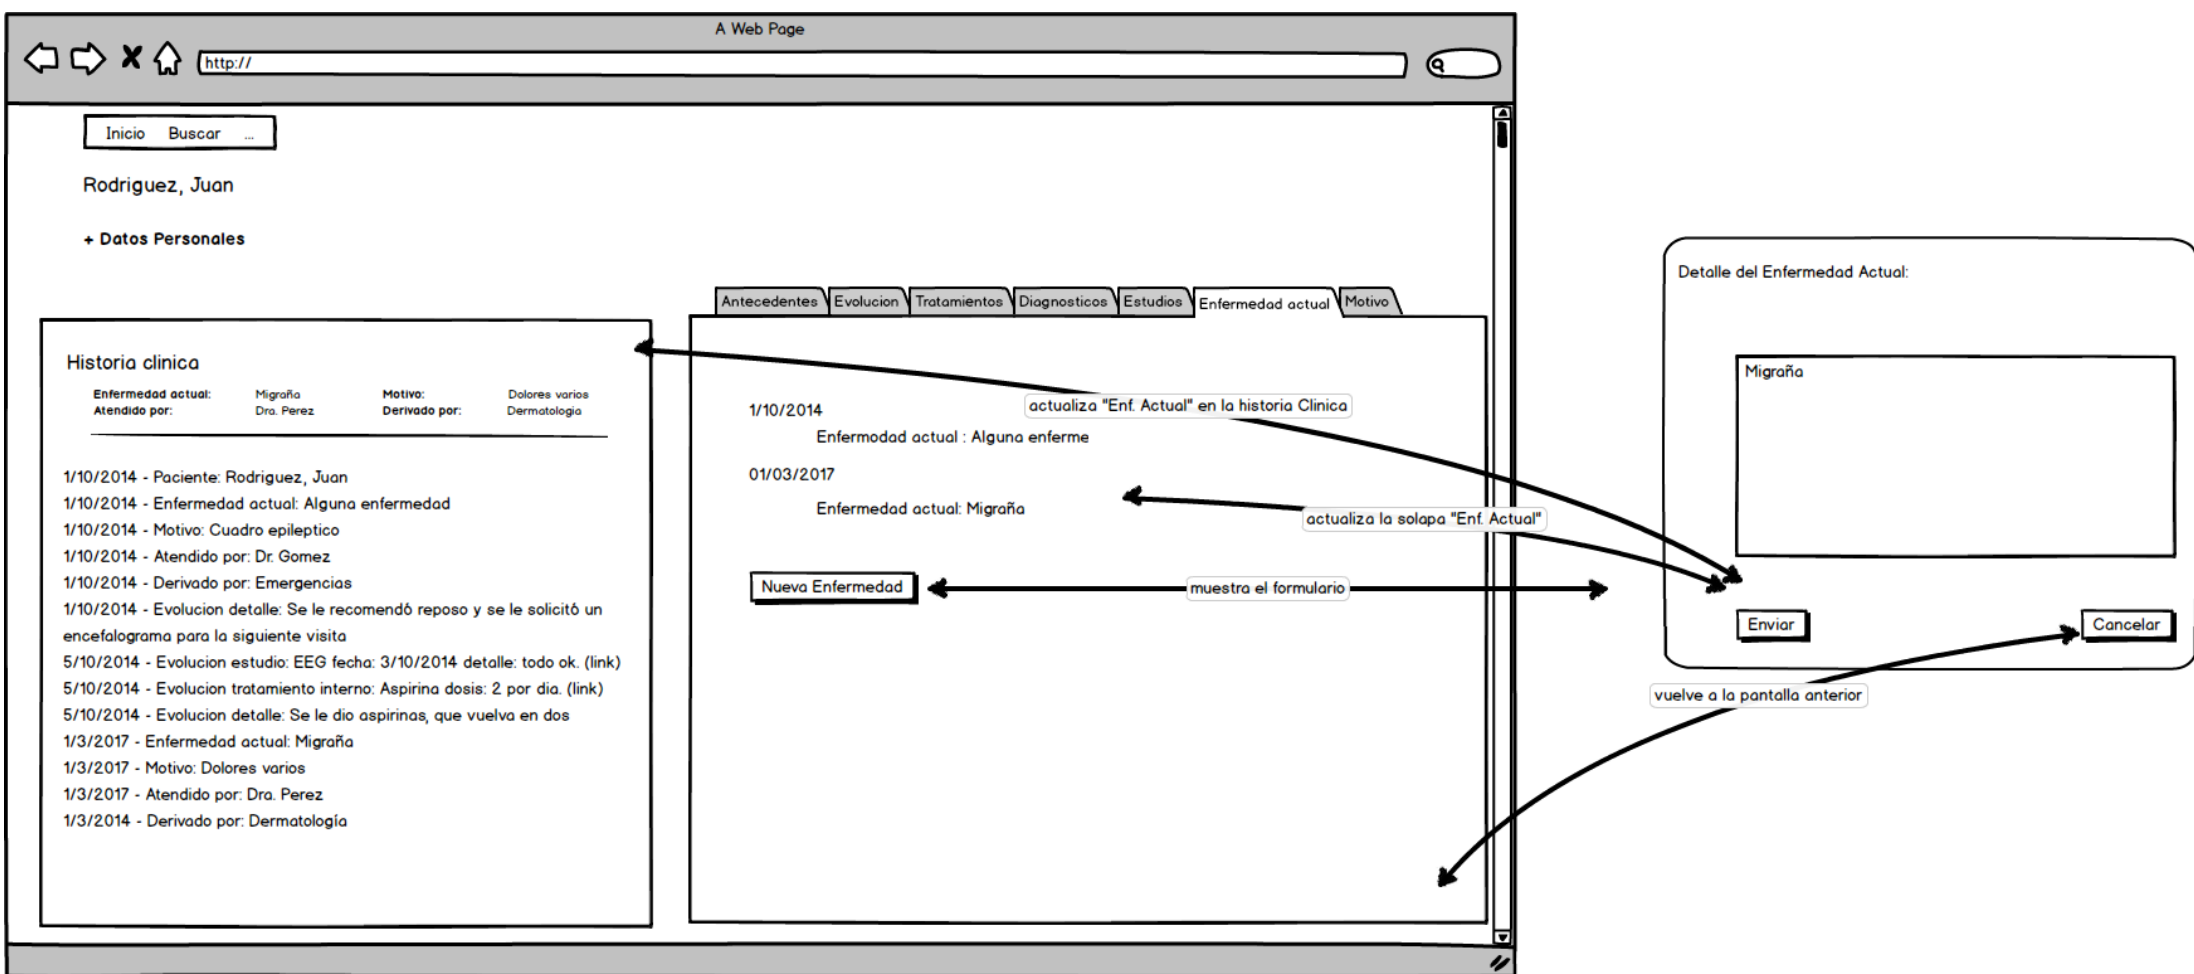 A Web Page
http://
Inicio Buscar ...
Rodriguez, Juan
+ Datos Personales
Historia clinica
Enfermedad actual: Migraña Motivo: Dolores varios
Atendido por: Dra. Perez Derivado por: Dermatologia
1/10/2014 - Paciente: Rodriguez, Juan
1/10/2014 - Enfermedad actual: Alguna enfermedad
1/10/2014 - Motivo: Cuadro epileptico
1/10/2014 - Atendido por: Dr. Gomez
1/10/2014 - Derivado por: Emergencias
1/10/2014 - Evolucion detalle: Se le recomendó reposo y se le solicitó un
encefalograma para la siguiente visita
5/10/2014 - Evolucion estudio: EEG fecha: 3/10/2014 detalle: todo ok. (link)
5/10/2014 - Evolucion tratamiento interno: Aspirina dosis: 2 por dia. (link)
5/10/2014 - Evolucion detalle: Se le dio aspirinas, que vuelva en dos
1/3/2017 - Enfermedad actual: Migraña
1/3/2017 - Motivo: Dolores varios
1/3/2017 - Atendido por: Dra. Perez
1/3/2014 - Derivado por: Dermatología
Antecedentes Evolucion Tratamientos Diagnosticos Estudios Enfermedad actual Motivo
1/10/2014
Enfermodad actual : Alguna enferme
01/03/2017
Enfermedad actual: Migraña
Nueva Enfermedad
actualiza "Enf. Actual" en la historia Clinica
actualiza la solapa "Enf. Actual"
muestra el formulario
vuelve a la pantalla anterior
Detalle del Enfermedad Actual:
Migraña
Enviar Cancelar